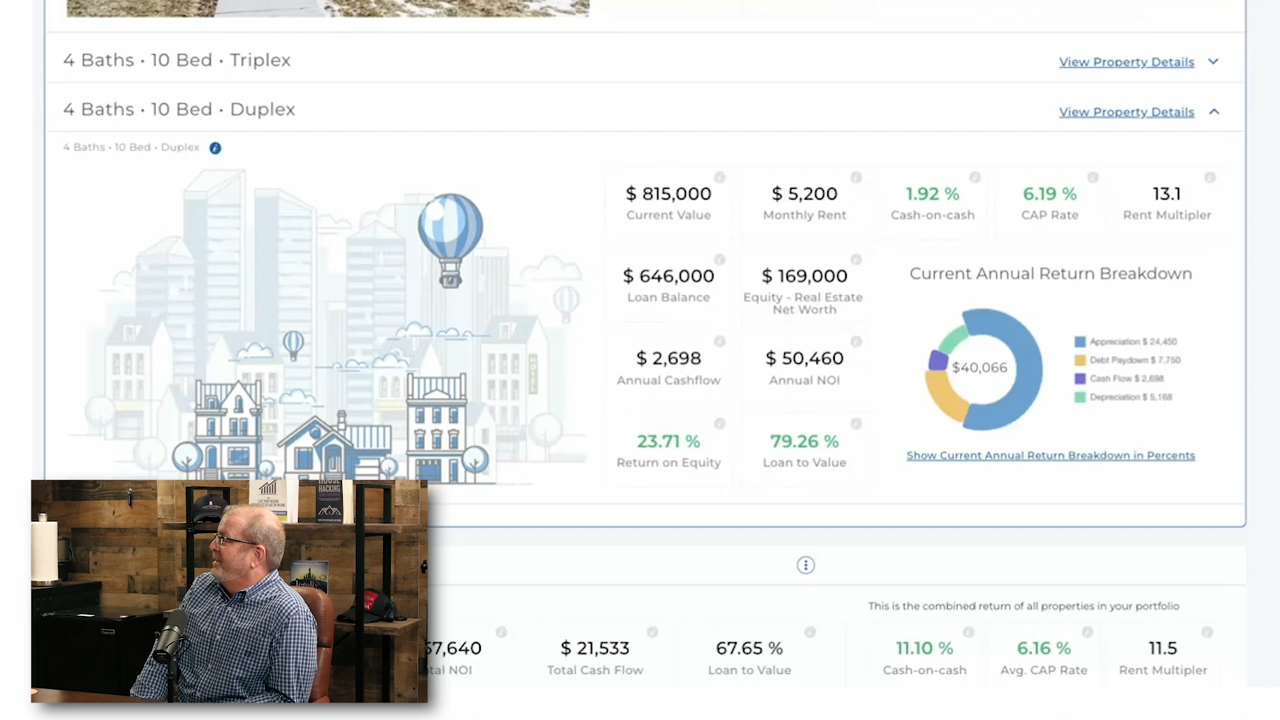 4 Baths • 10 Bed • Triplex
View Property Details
4 Baths • 10 Bed • Duplex
View Property Details
4 Baths • 10 Bed • Duplex
$ 815,000
Current Value
$ 5,200
Monthly Rent
1.92 %
Cash-on-cash
6.19 %
CAP Rate
13.1
Rent Multiplier
$ 646,000
Loan Balance
$ 169,000
Equity - Real Estate
Net Worth
$ 2,698
Annual Cashflow
$ 50,460
Annual NOI
23.71 %
Return on Equity
79.26 %
Loan to Value
Current Annual Return Breakdown
$40,066
Appreciation $ 24,450
Debt Paydown $ 7,750
Cash Flow $ 2,698
Depreciation $ 5,168
Show Current Annual Return Breakdown in Percents
HOTEL
HOUSE
HACKING
This is the combined return of all properties in your portfolio
7,640
tal NOI
$ 21,533
Total Cash Flow
67.65 %
Loan to Value
11.10 %
Cash-on-cash
6.16 %
Avg. CAP Rate
11.5
Rent Multiplier